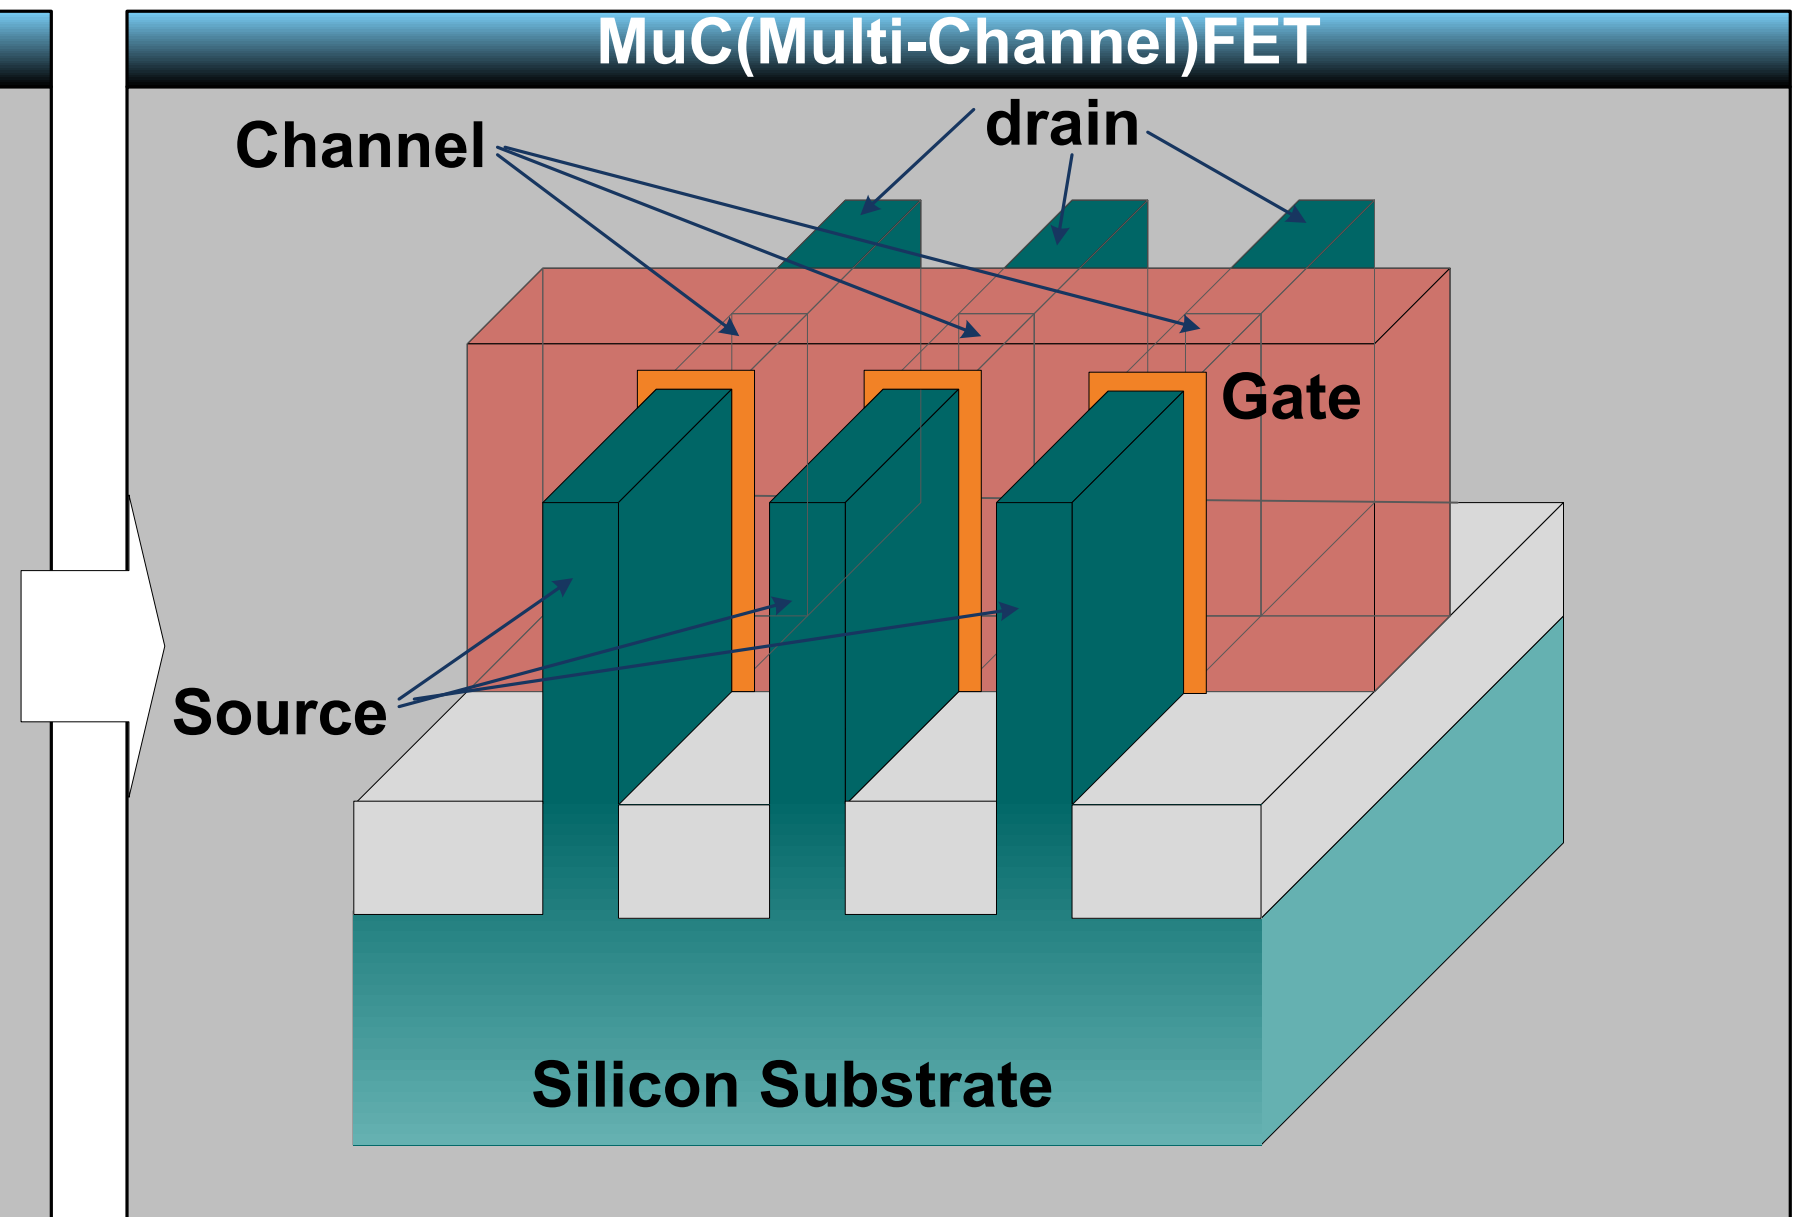 MuC(Multi-Channel)FET
drain
Channel
Gate
Source
Silicon Substrate